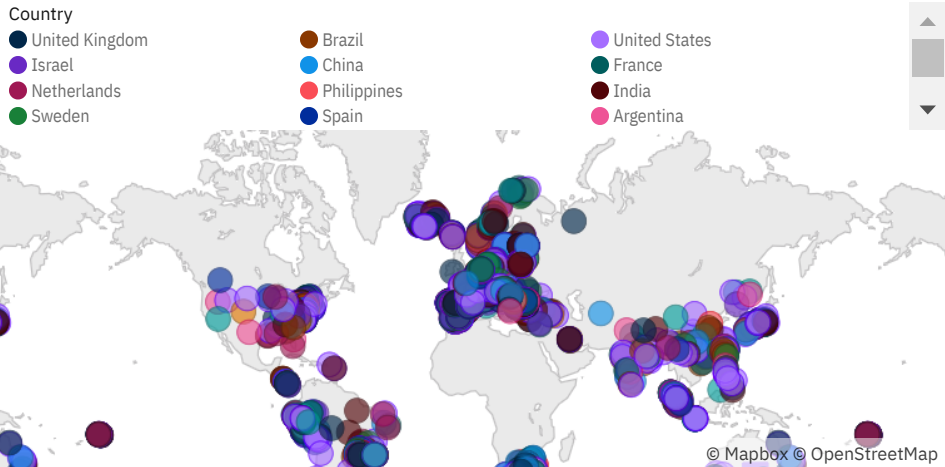 Country
United Kingdom Brazil United States
Israel China France
Netherlands Philippines India
Sweden Spain Argentina
© Mapbox © OpenStreetMap